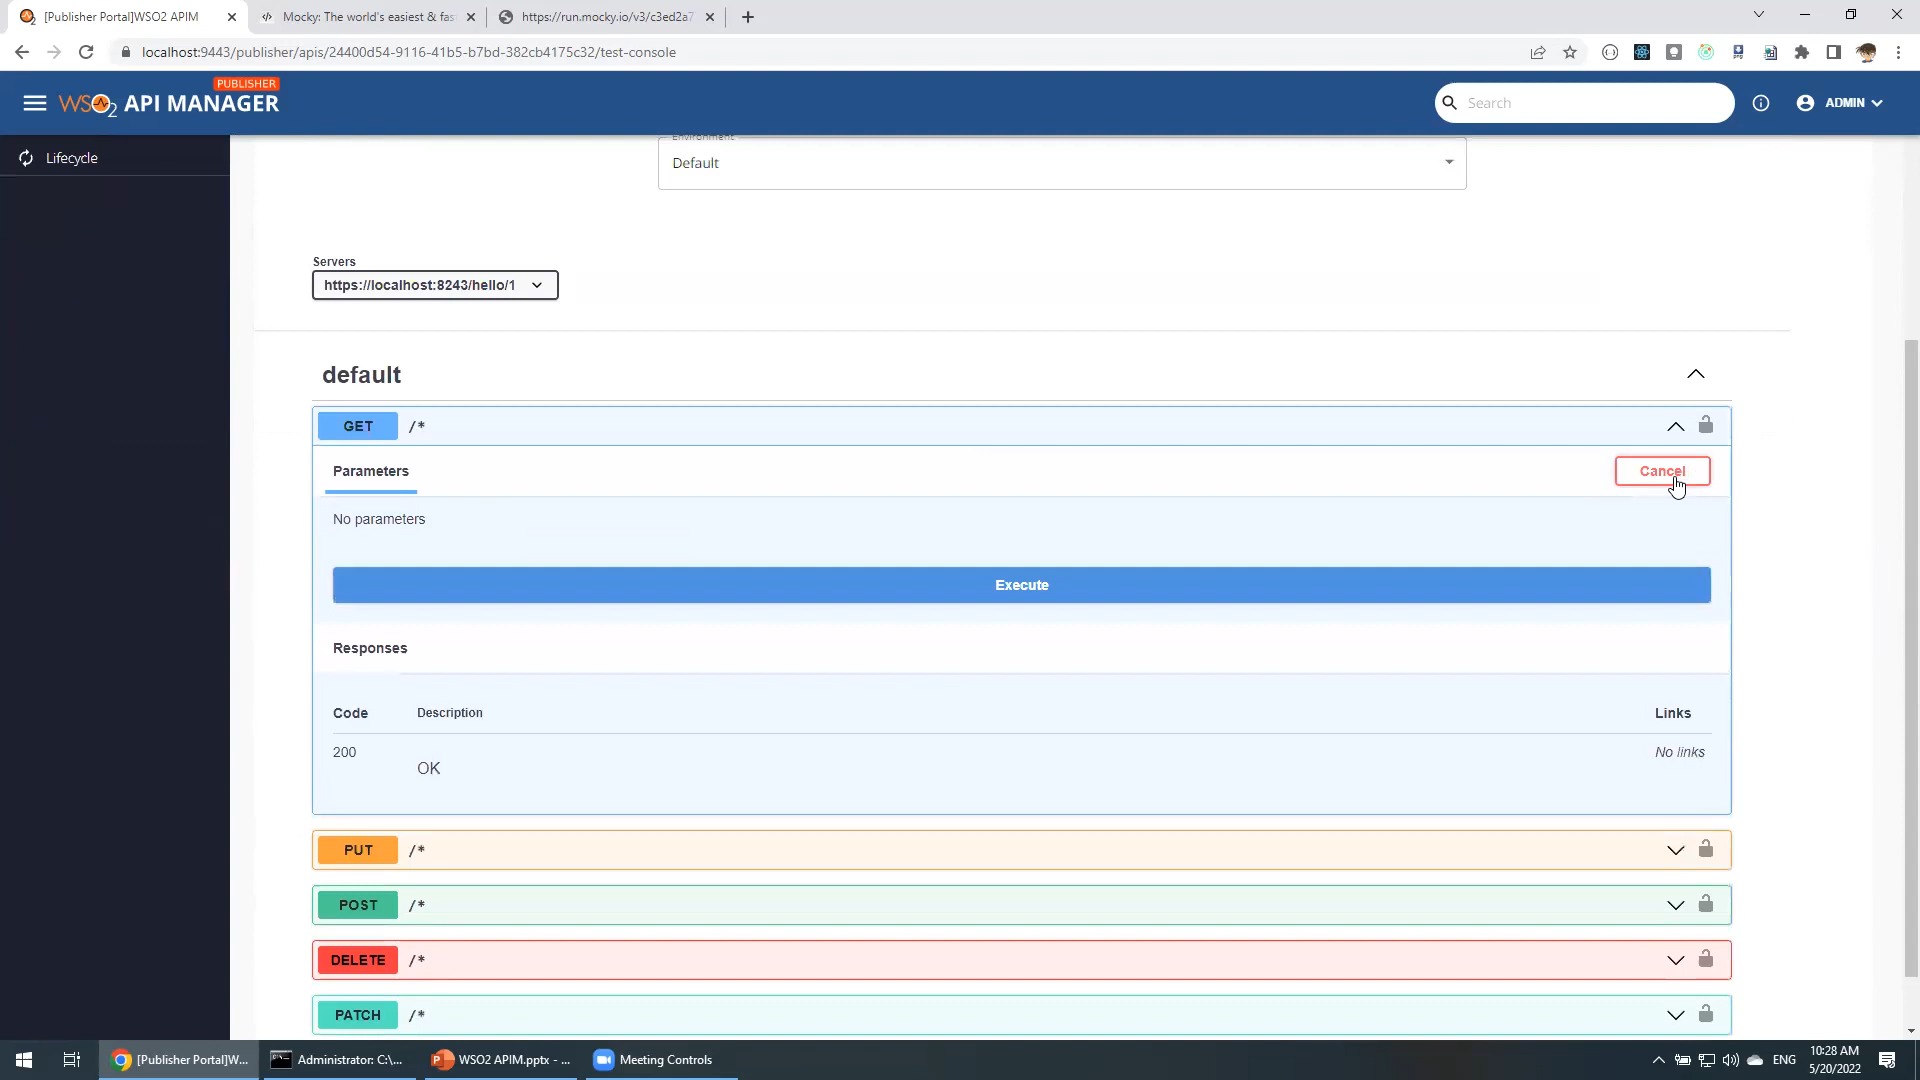 [Publisher Portal]WSO2 APIM
Mocky: The world's easiest & fas
https://run.mocky.io/v3/c3ed2a7
localhost:9443/publisher/apis/24400d54-9116-41b5-b7bd-382cb4175c32/test-console
PUBLISHER
WSO2 API MANAGER
Search
ADMIN
Lifecycle
Environment
Default
Servers
https://localhost:8243/hello/1
default
GET /*
Parameters
Cancel
No parameters
Execute
Responses
Code Description Links
200 No links
OK
PUT /*
POST /*
DELETE /*
PATCH /*
[Publisher Portal]W...
Administrator: C:\...
WSO2 APIM.pptx - ...
Meeting Controls
ENG
10:28 AM
5/20/2022